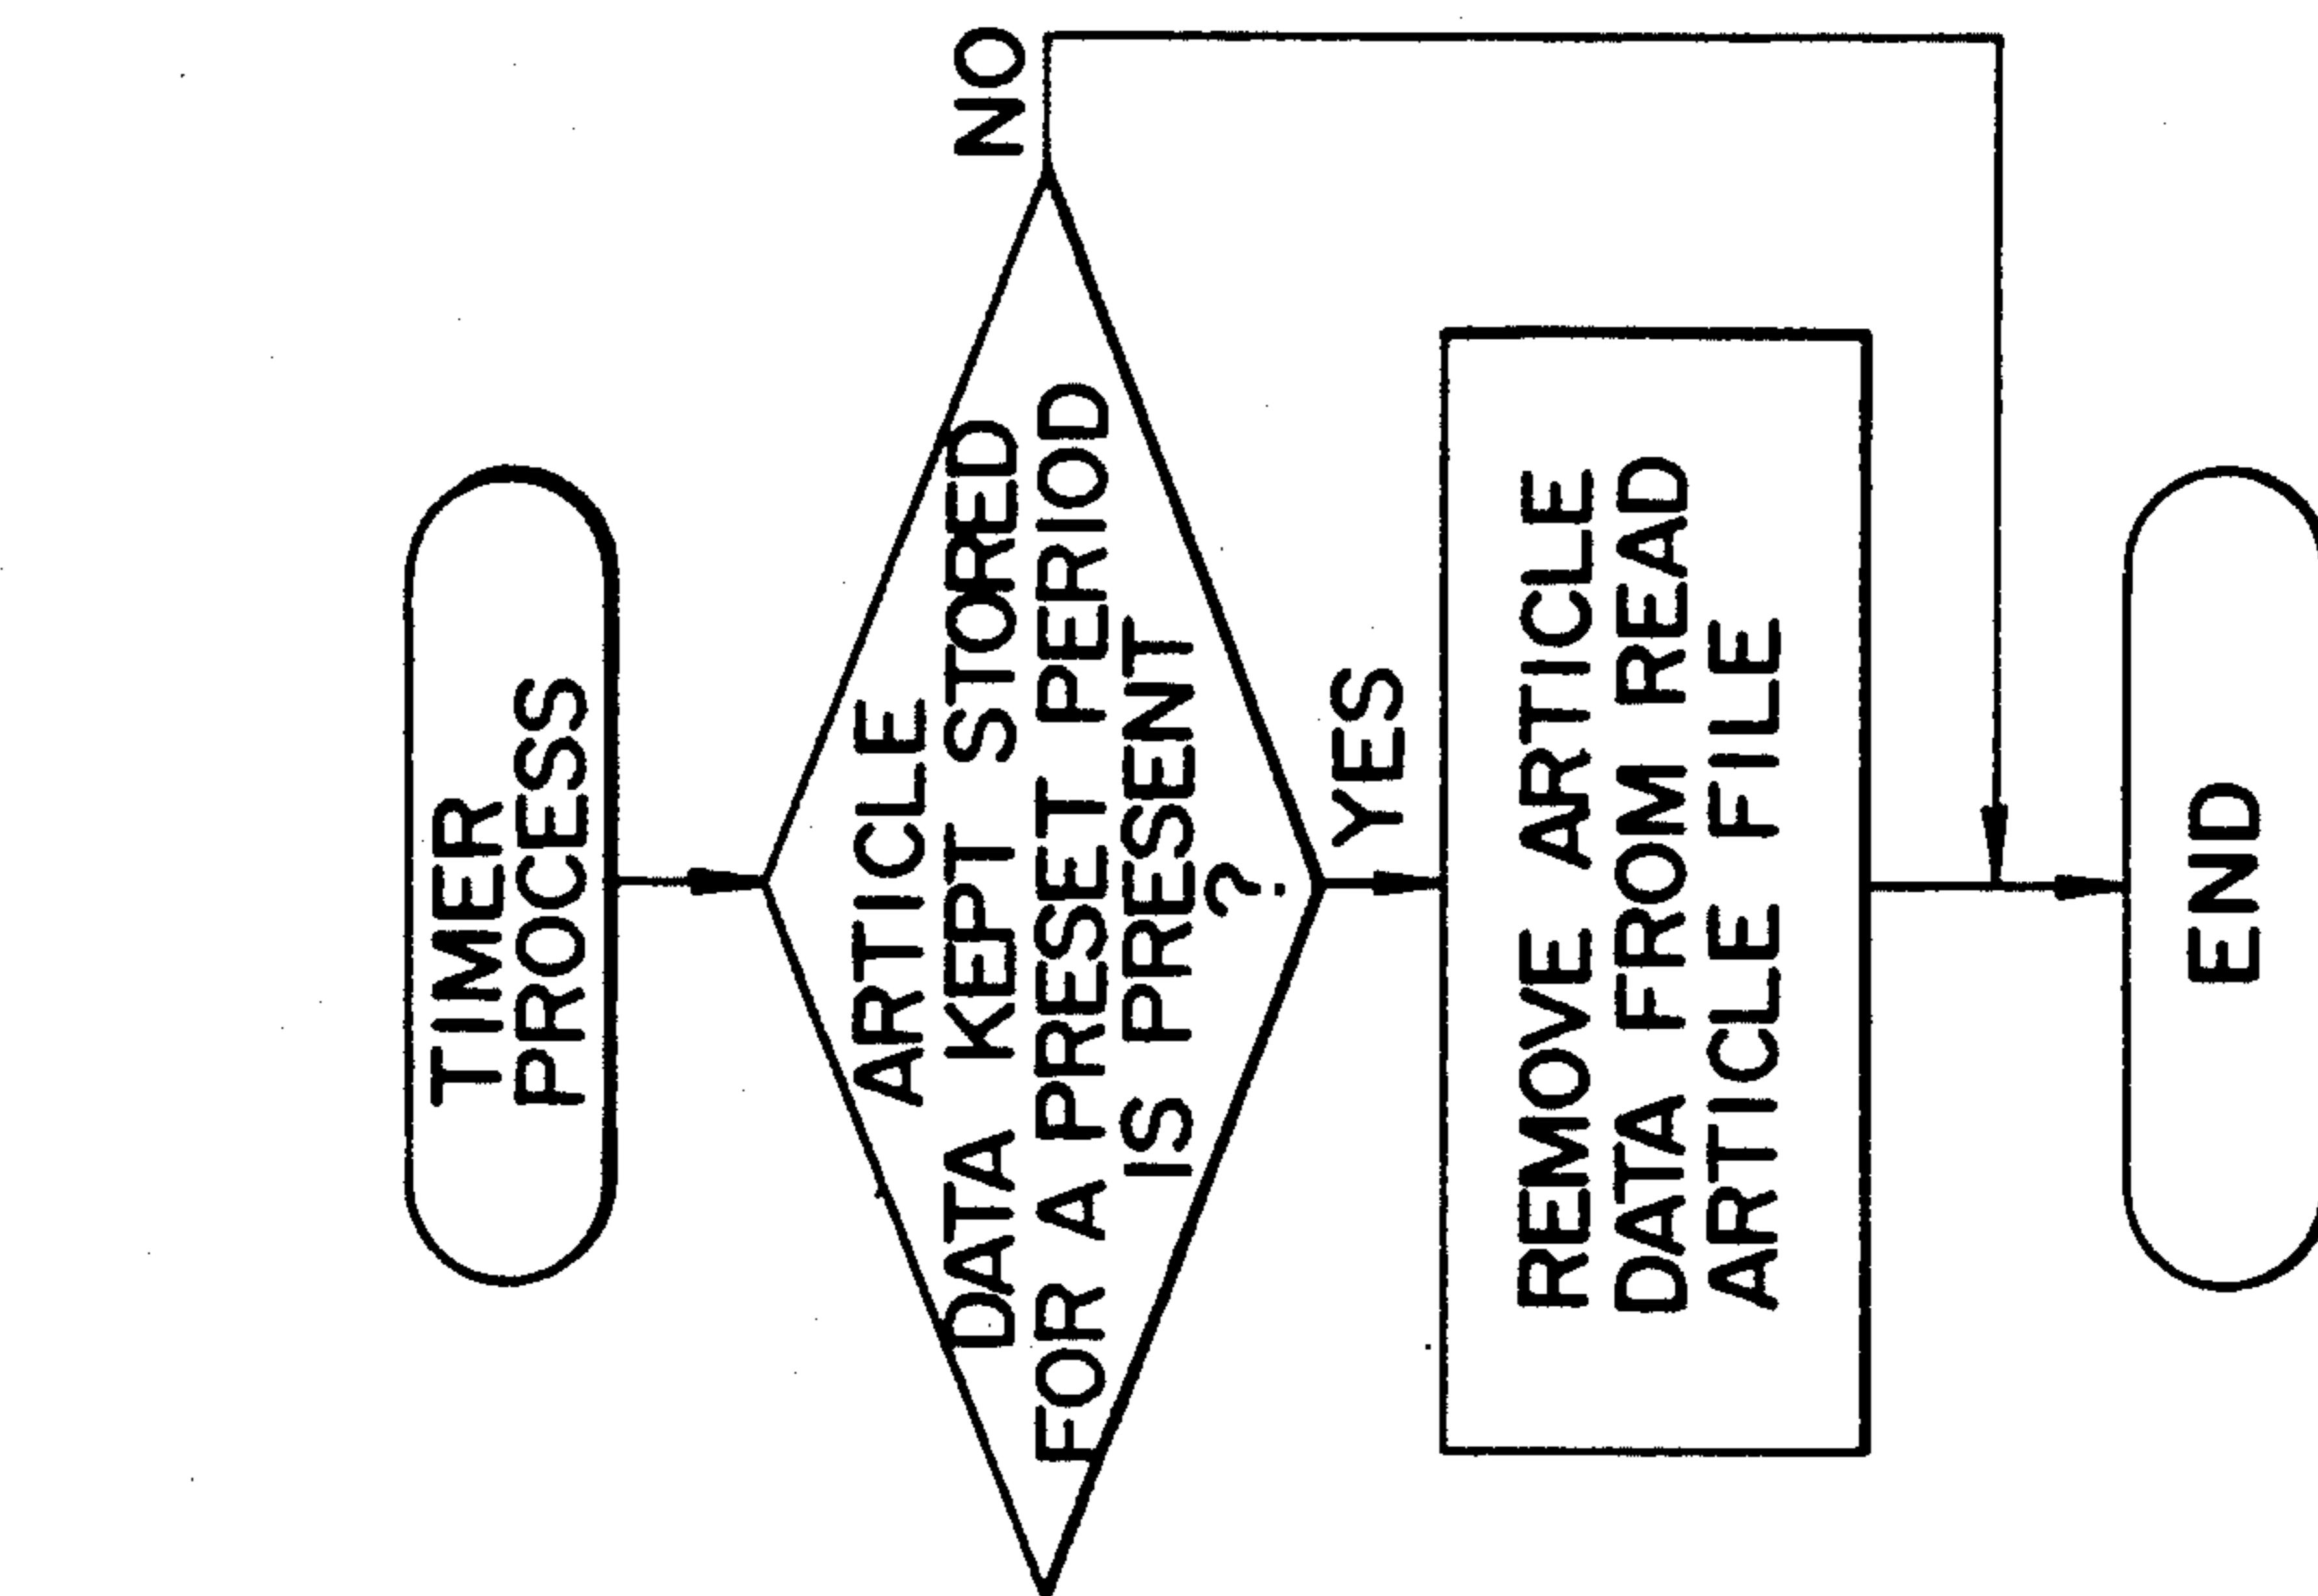 TIMER
PROCESS
ARTICLE
DATA KEPT STORED
FOR A PRESET PERIOD
IS PRESENT
?
NO
YES
REMOVE ARTICLE
DATA FROM READ
ARTICLE FILE
END